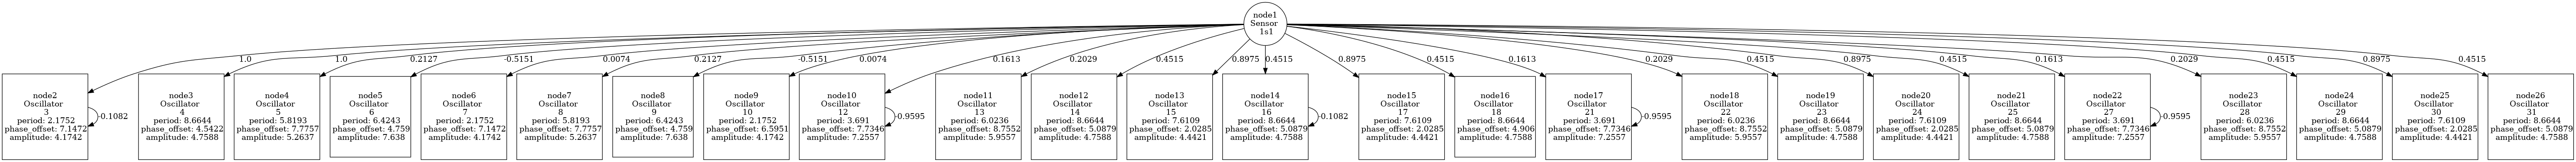 node1
Sensor
1s1
1.0
1.0
0.2127
-0.5151
0.0074
0.2127
-0.5151
0.0074
0.1613
0.2029
0.4515
0.8975
0.4515
0.8975
0.4515
0.1613
0.2029
0.4515
0.8975
0.4515
0.1613
0.2029
0.4515
0.8975
0.4515
node2
Oscillator
3
period: 2.1752
phase_offset: 7.1472
amplitude: 4.1742
-0.1082
node3
Oscillator
4
period: 8.6644
phase_offset: 4.5422
amplitude: 4.7588
node4
Oscillator
5
period: 5.8193
phase_offset: 7.7757
amplitude: 5.2637
node5
Oscillator
6
period: 6.4243
phase_offset: 4.759
amplitude: 7.638
node6
Oscillator
7
period: 2.1752
phase_offset: 7.1472
amplitude: 4.1742
node7
Oscillator
8
period: 5.8193
phase_offset: 7.7757
amplitude: 5.2637
node8
Oscillator
9
period: 6.4243
phase_offset: 4.759
amplitude: 7.638
node9
Oscillator
10
period: 2.1752
phase_offset: 6.5951
amplitude: 4.1742
node10
Oscillator
12
period: 3.691
phase_offset: 7.7346
amplitude: 7.2557
-0.9595
node11
Oscillator
13
period: 6.0236
phase_offset: 8.7552
amplitude: 5.9557
node12
Oscillator
14
period: 8.6644
phase_offset: 5.0879
amplitude: 4.7588
node13
Oscillator
15
period: 7.6109
phase_offset: 2.0285
amplitude: 4.4421
node14
Oscillator
16
period: 8.6644
phase_offset: 5.0879
amplitude: 4.7588
-0.1082
node15
Oscillator
17
period: 7.6109
phase_offset: 2.0285
amplitude: 4.4421
node16
Oscillator
18
period: 8.6644
phase_offset: 4.906
amplitude: 4.7588
node17
Oscillator
21
period: 3.691
phase_offset: 7.7346
amplitude: 7.2557
-0.9595
node18
Oscillator
22
period: 6.0236
phase_offset: 8.7552
amplitude: 5.9557
node19
Oscillator
23
period: 8.6644
phase_offset: 5.0879
amplitude: 4.7588
node20
Oscillator
24
period: 7.6109
phase_offset: 2.0285
amplitude: 4.4421
node21
Oscillator
25
period: 8.6644
phase_offset: 5.0879
amplitude: 4.7588
node22
Oscillator
27
period: 3.691
phase_offset: 7.7346
amplitude: 7.2557
-0.9595
node23
Oscillator
28
period: 6.0236
phase_offset: 8.7552
amplitude: 5.9557
node24
Oscillator
29
period: 8.6644
phase_offset: 5.0879
amplitude: 4.7588
node25
Oscillator
30
period: 7.6109
phase_offset: 2.0285
amplitude: 4.4421
node26
Oscillator
31
period: 8.6644
phase_offset: 5.0879
amplitude: 4.7588